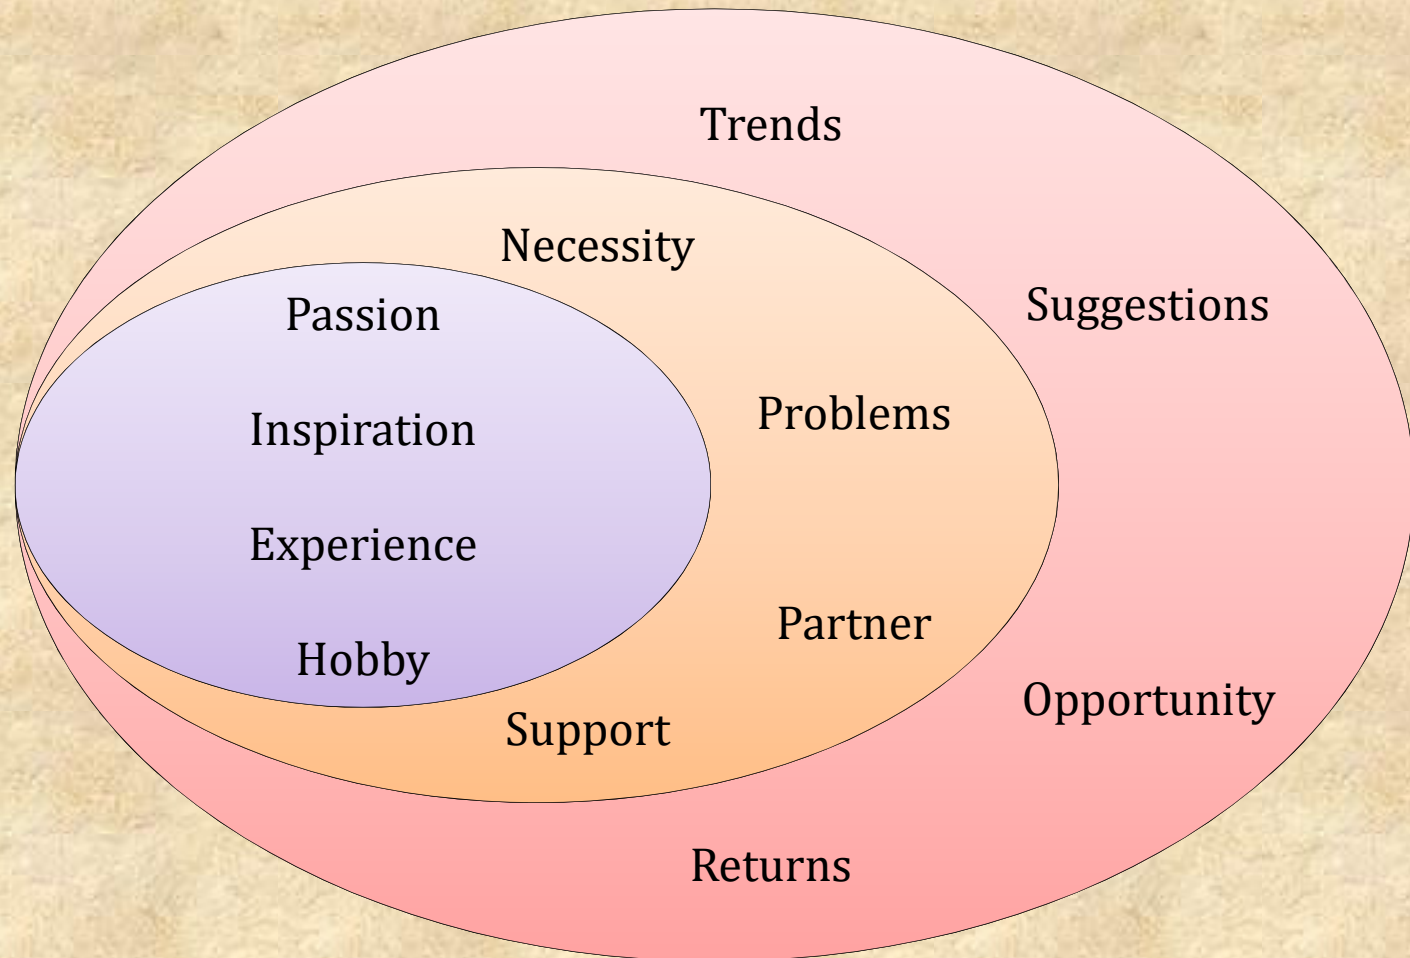 Trends
Necessity
Suggestions
Passion
Problems
Inspiration
Experience
Partner
Hobby
Opportunity
Support
Returns